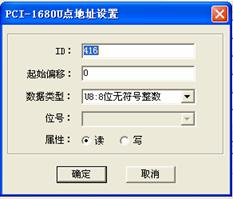 PCI-1680U点地址设置
ID： 416
起始偏移： 0
数据类型： U8:8位无符号整数
位号：
属性： 读 写
确定 取消